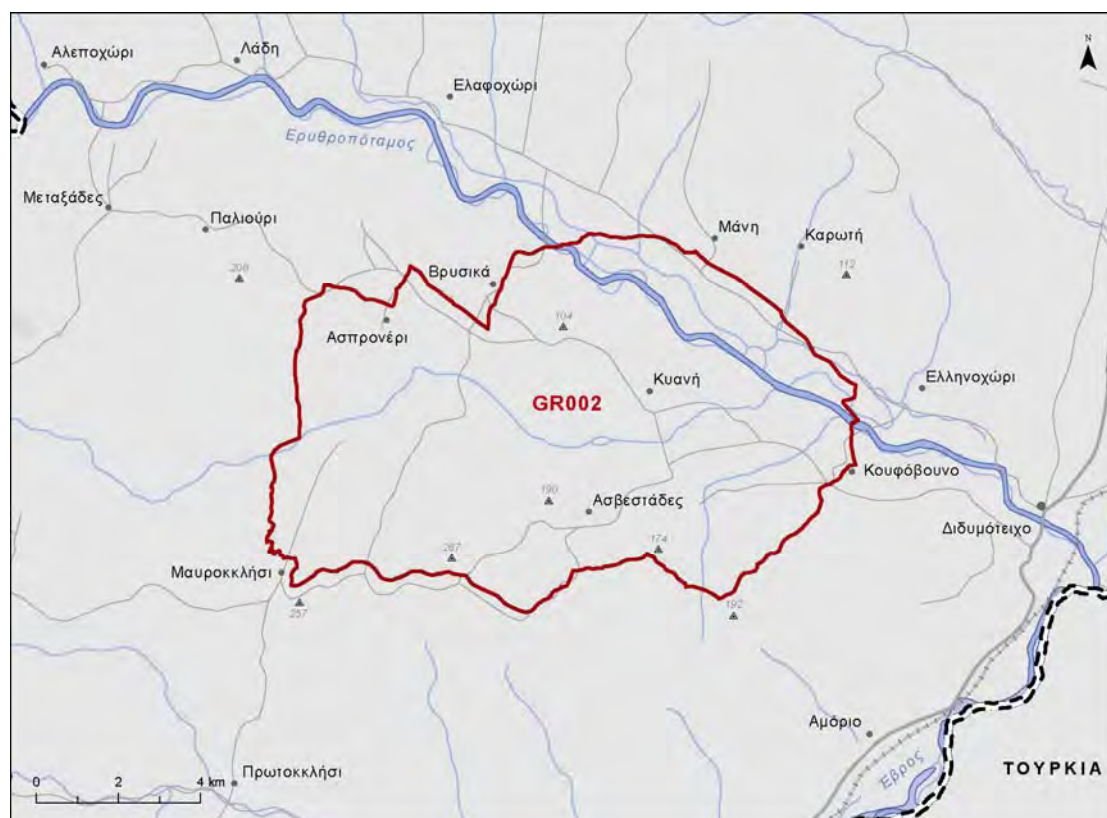 Αλεποχώρι
Λάδη
Ελαφοχώρι
N
Ερυθροπόταμος
Μεταξάδες
Παλιούρι
Μάνη
Καρωτή
208
112
Βρυσικά
Ασπρονέρι
104
Κυανή
Ελληνοχώρι
GR002
Κουφόβουνο
190
Ασβεστάδες
Διδυμότειχο
174
267
Μαυροκκλήσι
257
192
Αμόριο
Έβρος
ΤΟΥΡΚΙΑ
Πρωτοκκλήσι
0 2 4 km